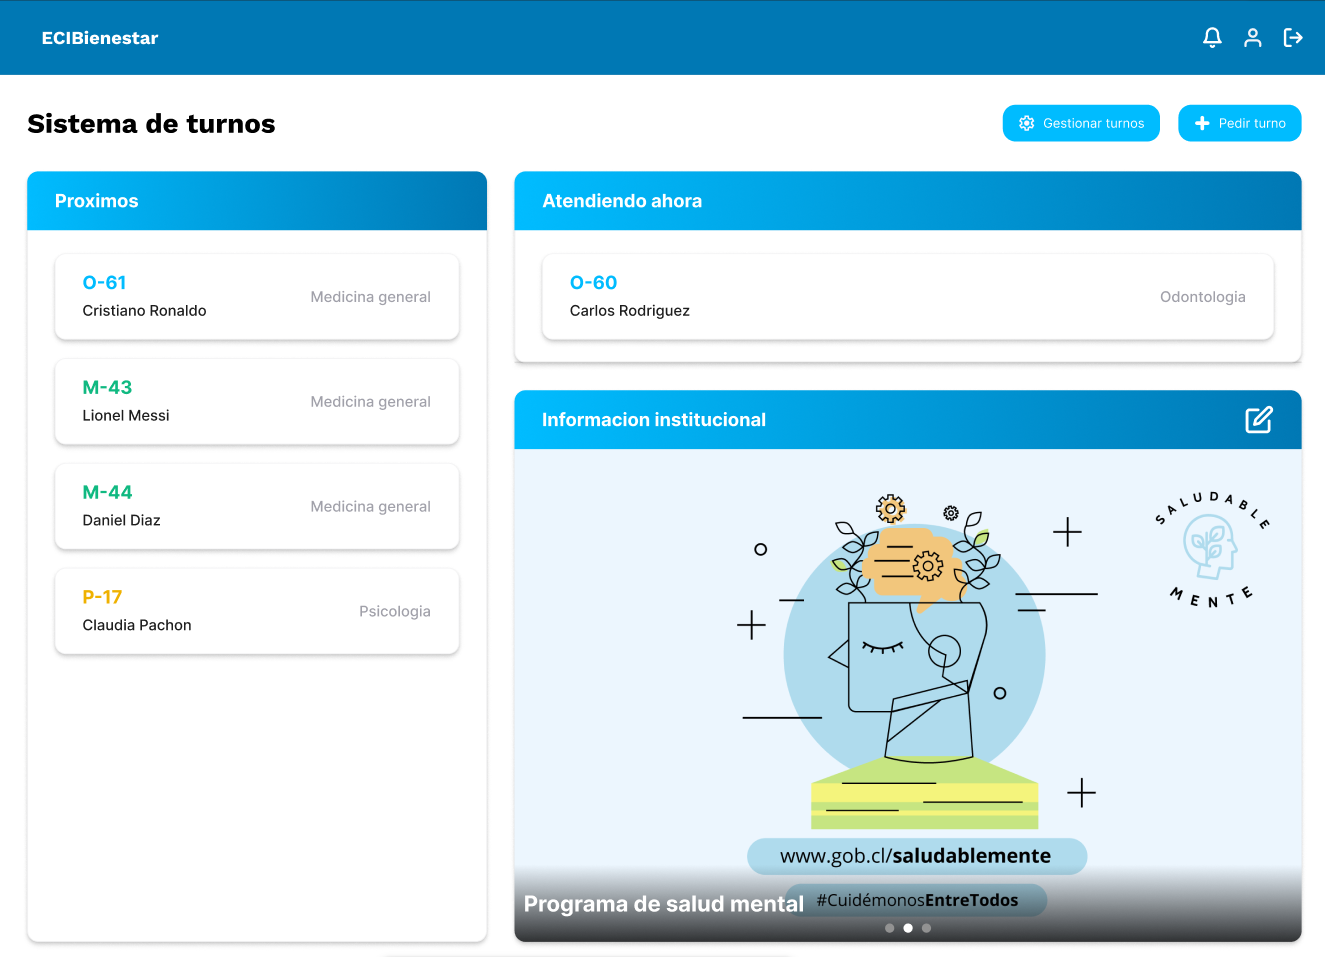 ECIBienestar
Sistema de turnos
Gestionar turnos
Pedir turno
Proximos
O-61
Cristiano Ronaldo
Medicina general
M-43
Lionel Messi
Medicina general
M-44
Daniel Diaz
Medicina general
P-17
Claudia Pachon
Psicologia
Atendiendo ahora
O-60
Carlos Rodriguez
Odontologia
Informacion institucional
SALUDABLE
MENTE
www.gob.cl/saludablemente
#CuidémonosEntreTodos
Programa de salud mental